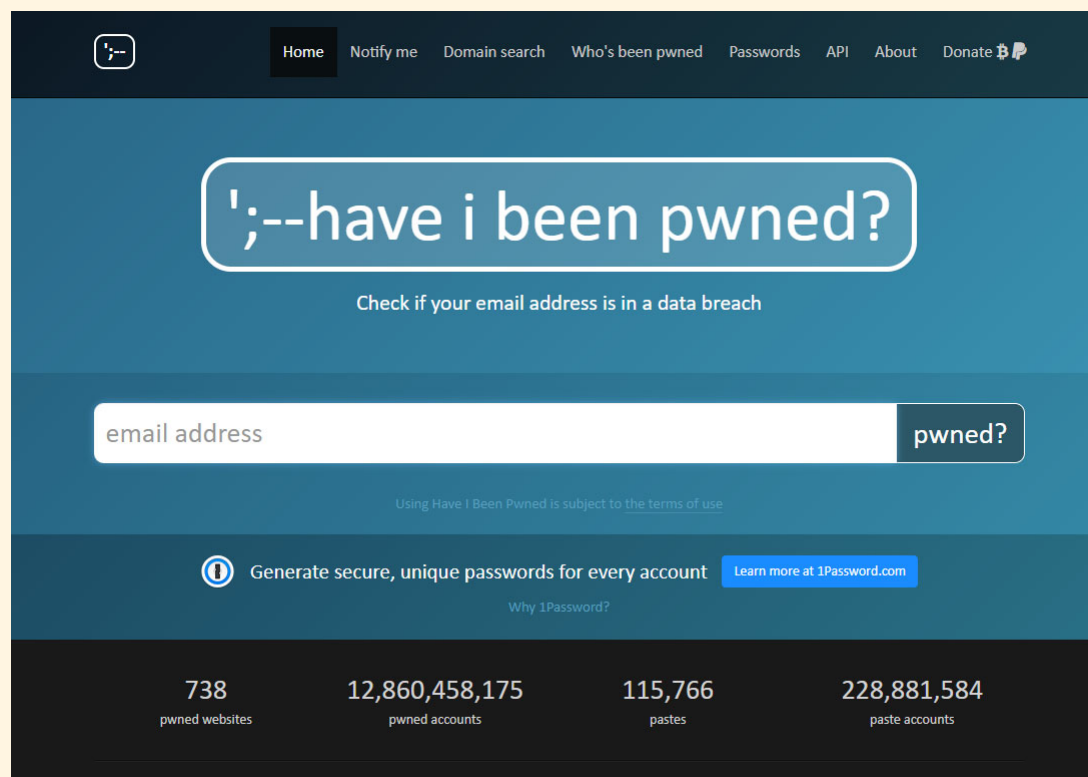 ';--
Home Notify me Domain search Who's been pwned Passwords API About Donate
';--have i been pwned?
Check if your email address is in a data breach
email address pwned?
Using Have I Been Pwned is subject to the terms of use
Generate secure, unique passwords for every account Learn more at 1Password.com
Why 1Password?
738 12,860,458,175 115,766 228,881,584
pwned websites pwned accounts pastes paste accounts